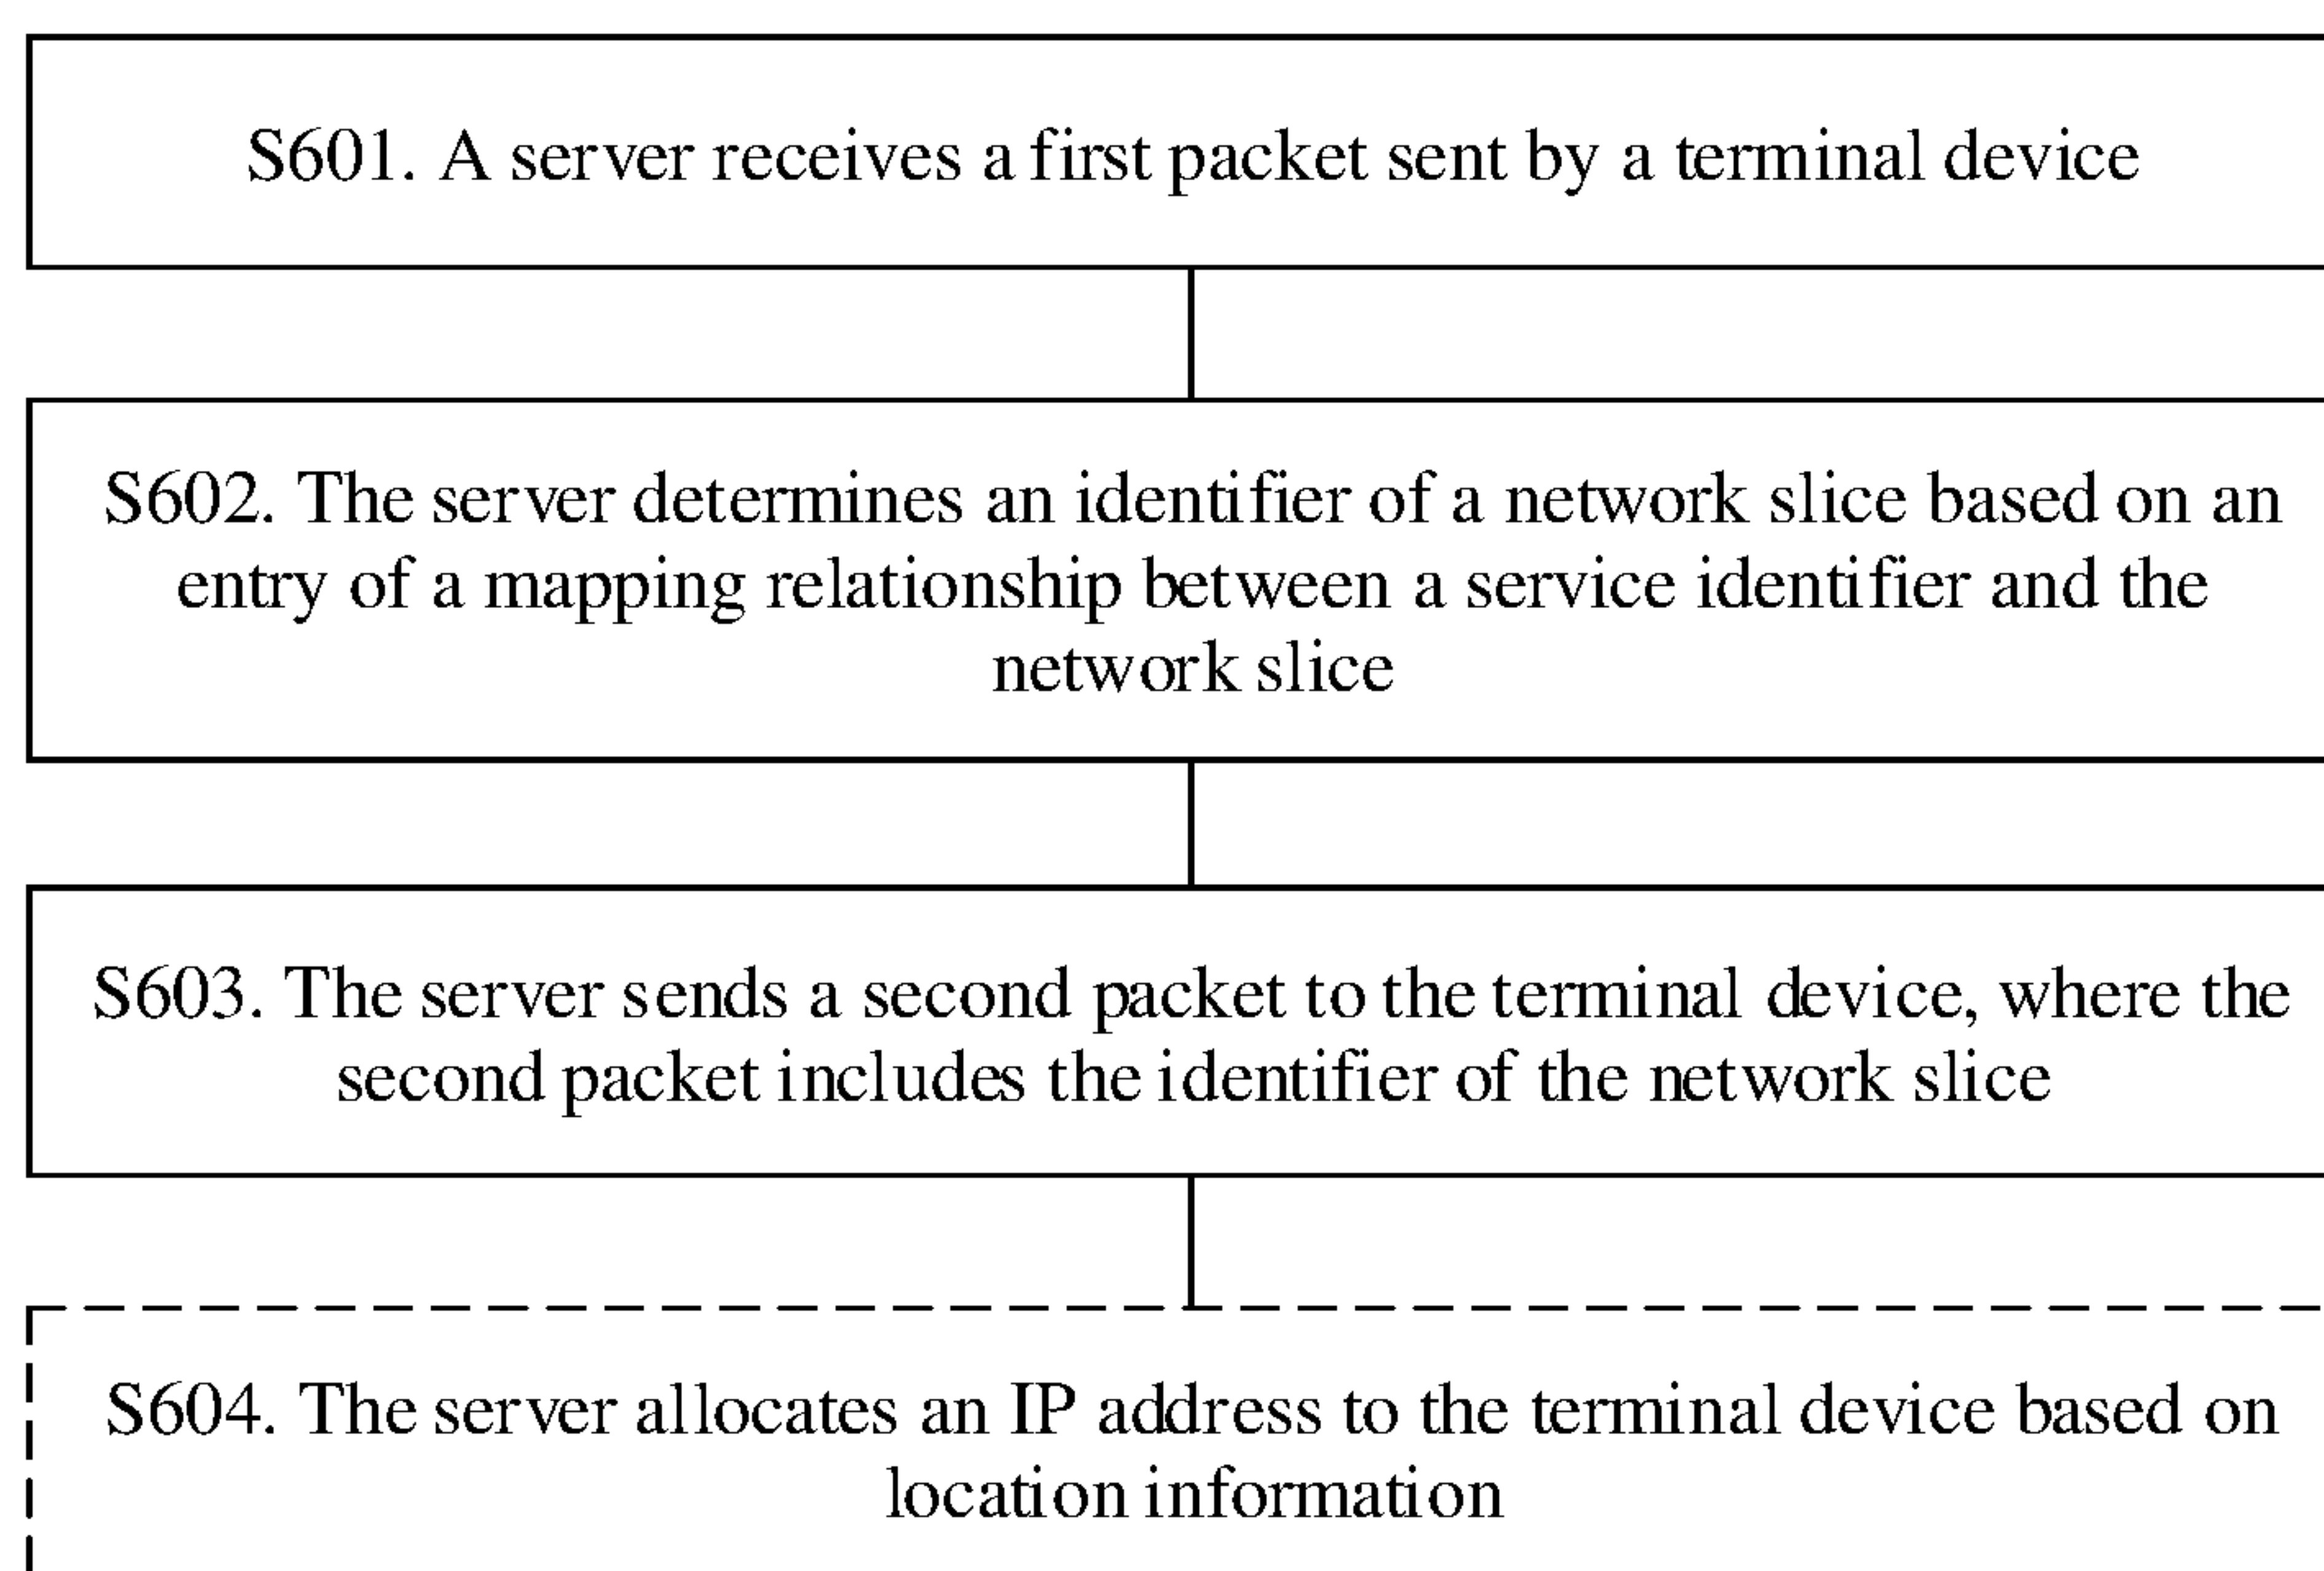 S601. A server receives a first packet sent by a terminal device
S602. The server determines an identifier of a network slice based on an
entry of a mapping relationship between a service identifier and the
network slice
S603. The server sends a second packet to the terminal device, where the
second packet includes the identifier of the network slice
S604. The server allocates an IP address to the terminal device based on
location information